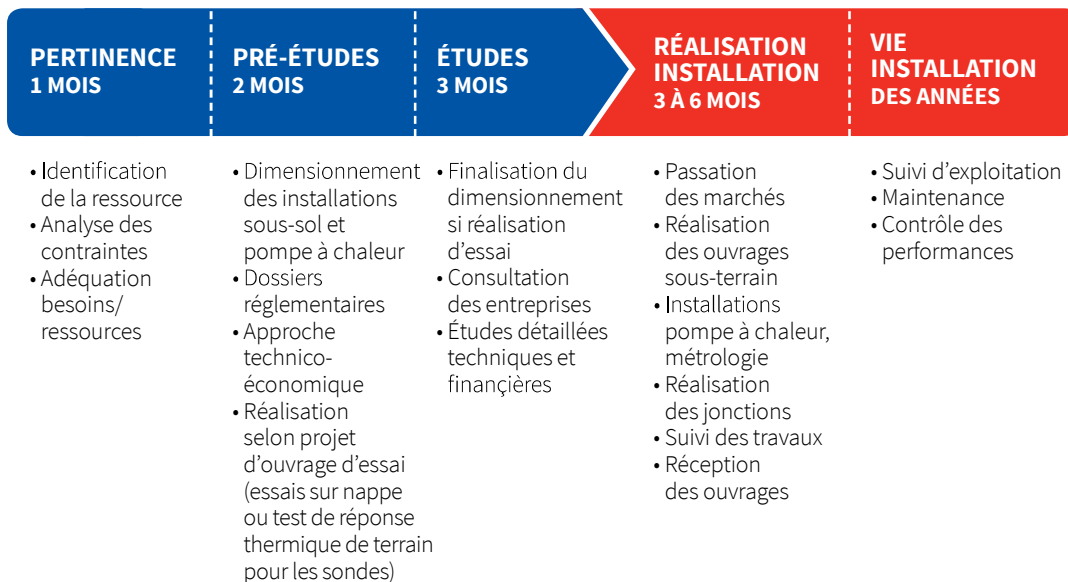 PERTINENCE
1 MOIS
PRÉ-ÉTUDES
2 MOIS
ÉTUDES
3 MOIS
RÉALISATION
INSTALLATION
3 À 6 MOIS
VIE
INSTALLATION
DES ANNÉES
• Identification
de la ressource
• Analyse des
contraintes
• Adéquation
besoins/
ressources
• Dimensionnement
des installations
sous-sol et
pompe à chaleur
• Dossiers
réglementaires
• Approche
technico-
économique
• Réalisation
selon projet
d’ouvrage d’essai
(essais sur nappe
ou test de réponse
thermique de terrain
pour les sondes)
• Finalisation du
dimensionnement
si réalisation
d’essai
• Consultation
des entreprises
• Études détaillées
techniques et
finançières
• Passation
des marchés
• Réalisation
des ouvrages
sous-terrain
• Installations
pompe à chaleur,
métrologie
• Réalisation
des jonctions
• Suivi des travaux
• Réception
des ouvrages
• Suivi d’exploitation
• Maintenance
• Contrôle des
performances